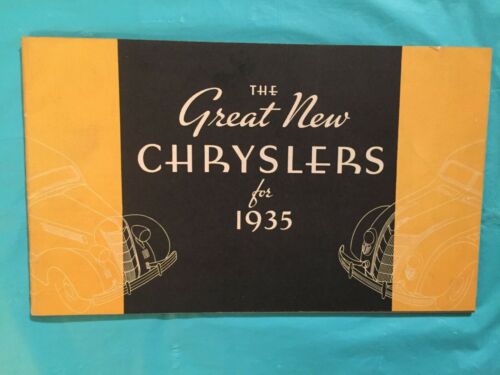 THE
Great New
CHRYSLERS
for
1935